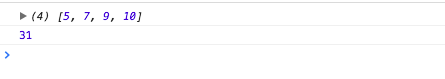 ▶ (4) [5, 7, 9, 10]
31
>